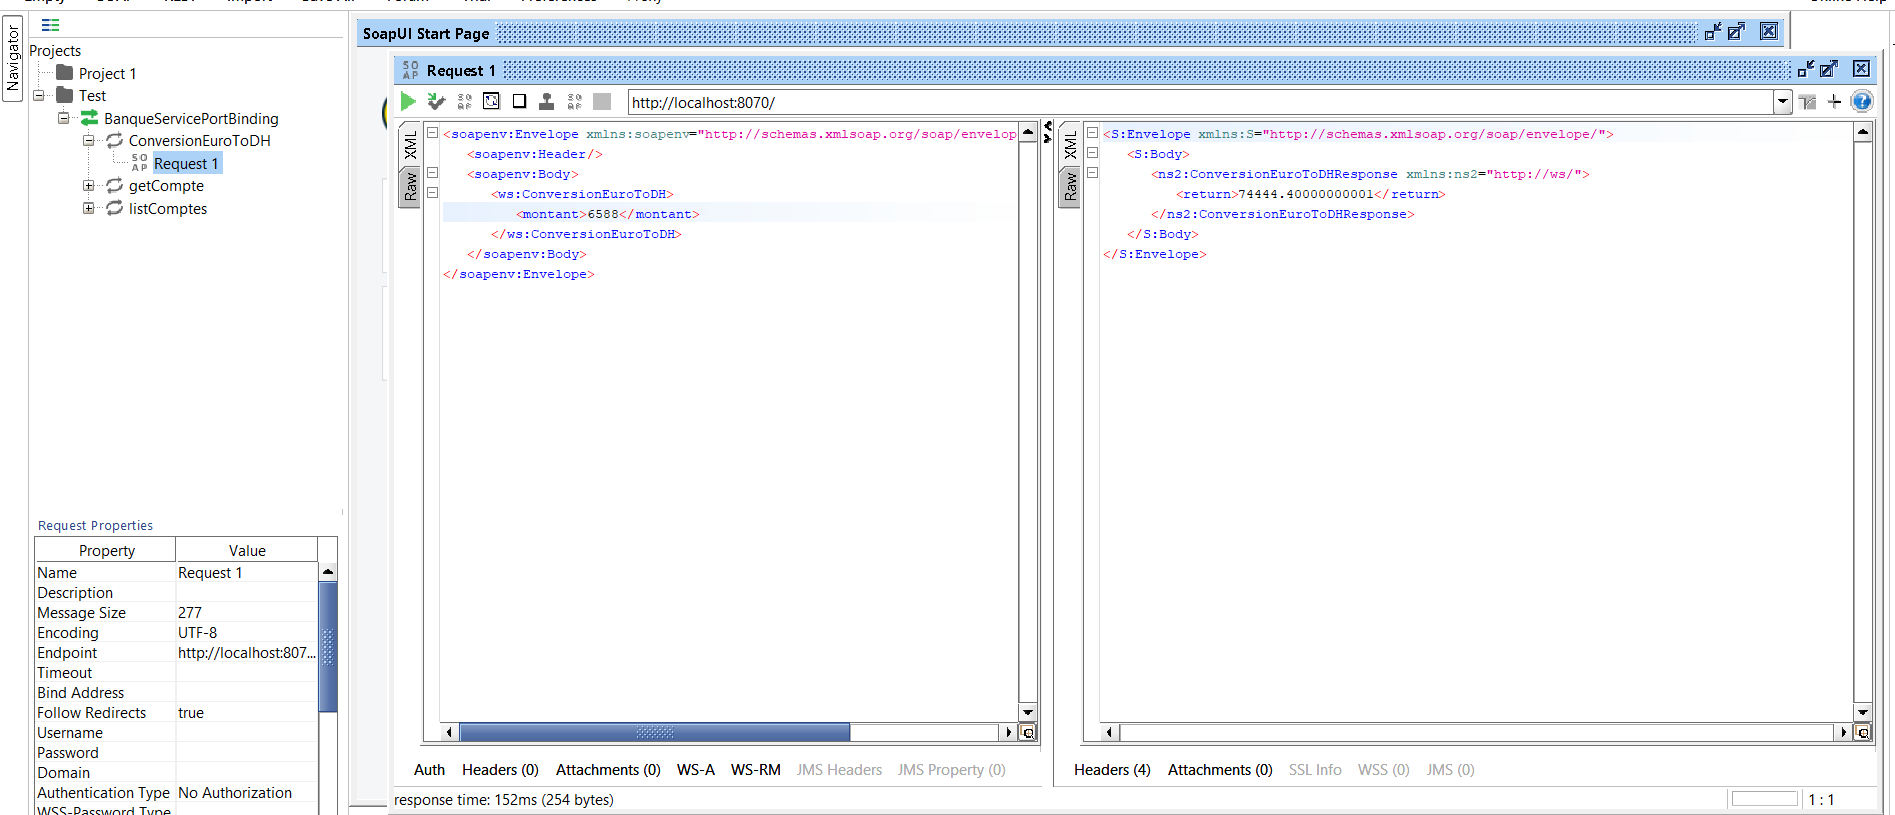 Navigator
Projects
Project 1
Test
BanqueServicePortBinding
ConversionEuroToDH
SO
AP
Request 1
getCompte
listComptes
Request Properties
Property Value
Name Request 1
Description
Message Size 277
Encoding UTF-8
Endpoint http://localhost:807...
Timeout
Bind Address
Follow Redirects true
Username
Password
Domain
Authentication Type No Authorization
WSS-Password Type
SoapUI Start Page
SO
AP
Request 1
http://localhost:8070/
XML
Raw
<soapenv:Envelope xmlns:soapenv="http://schemas.xmlsoap.org/soap/envelop
<soapenv:Header/>
<soapenv:Body>
<ws:ConversionEuroToDH>
<montant>6588</montant>
</ws:ConversionEuroToDH>
</soapenv:Body>
</soapenv:Envelope>
XML
Raw
<S:Envelope xmlns:S="http://schemas.xmlsoap.org/soap/envelope/">
<S:Body>
<ns2:ConversionEuroToDHResponse xmlns:ns2="http://ws/">
<return>74444.40000000001</return>
</ns2:ConversionEuroToDHResponse>
</S:Body>
</S:Envelope>
Auth Headers (0) Attachments (0) WS-A WS-RM JMS Headers JMS Property (0)
Headers (4) Attachments (0) SSL Info WSS (0) JMS (0)
response time: 152ms (254 bytes)
1 : 1